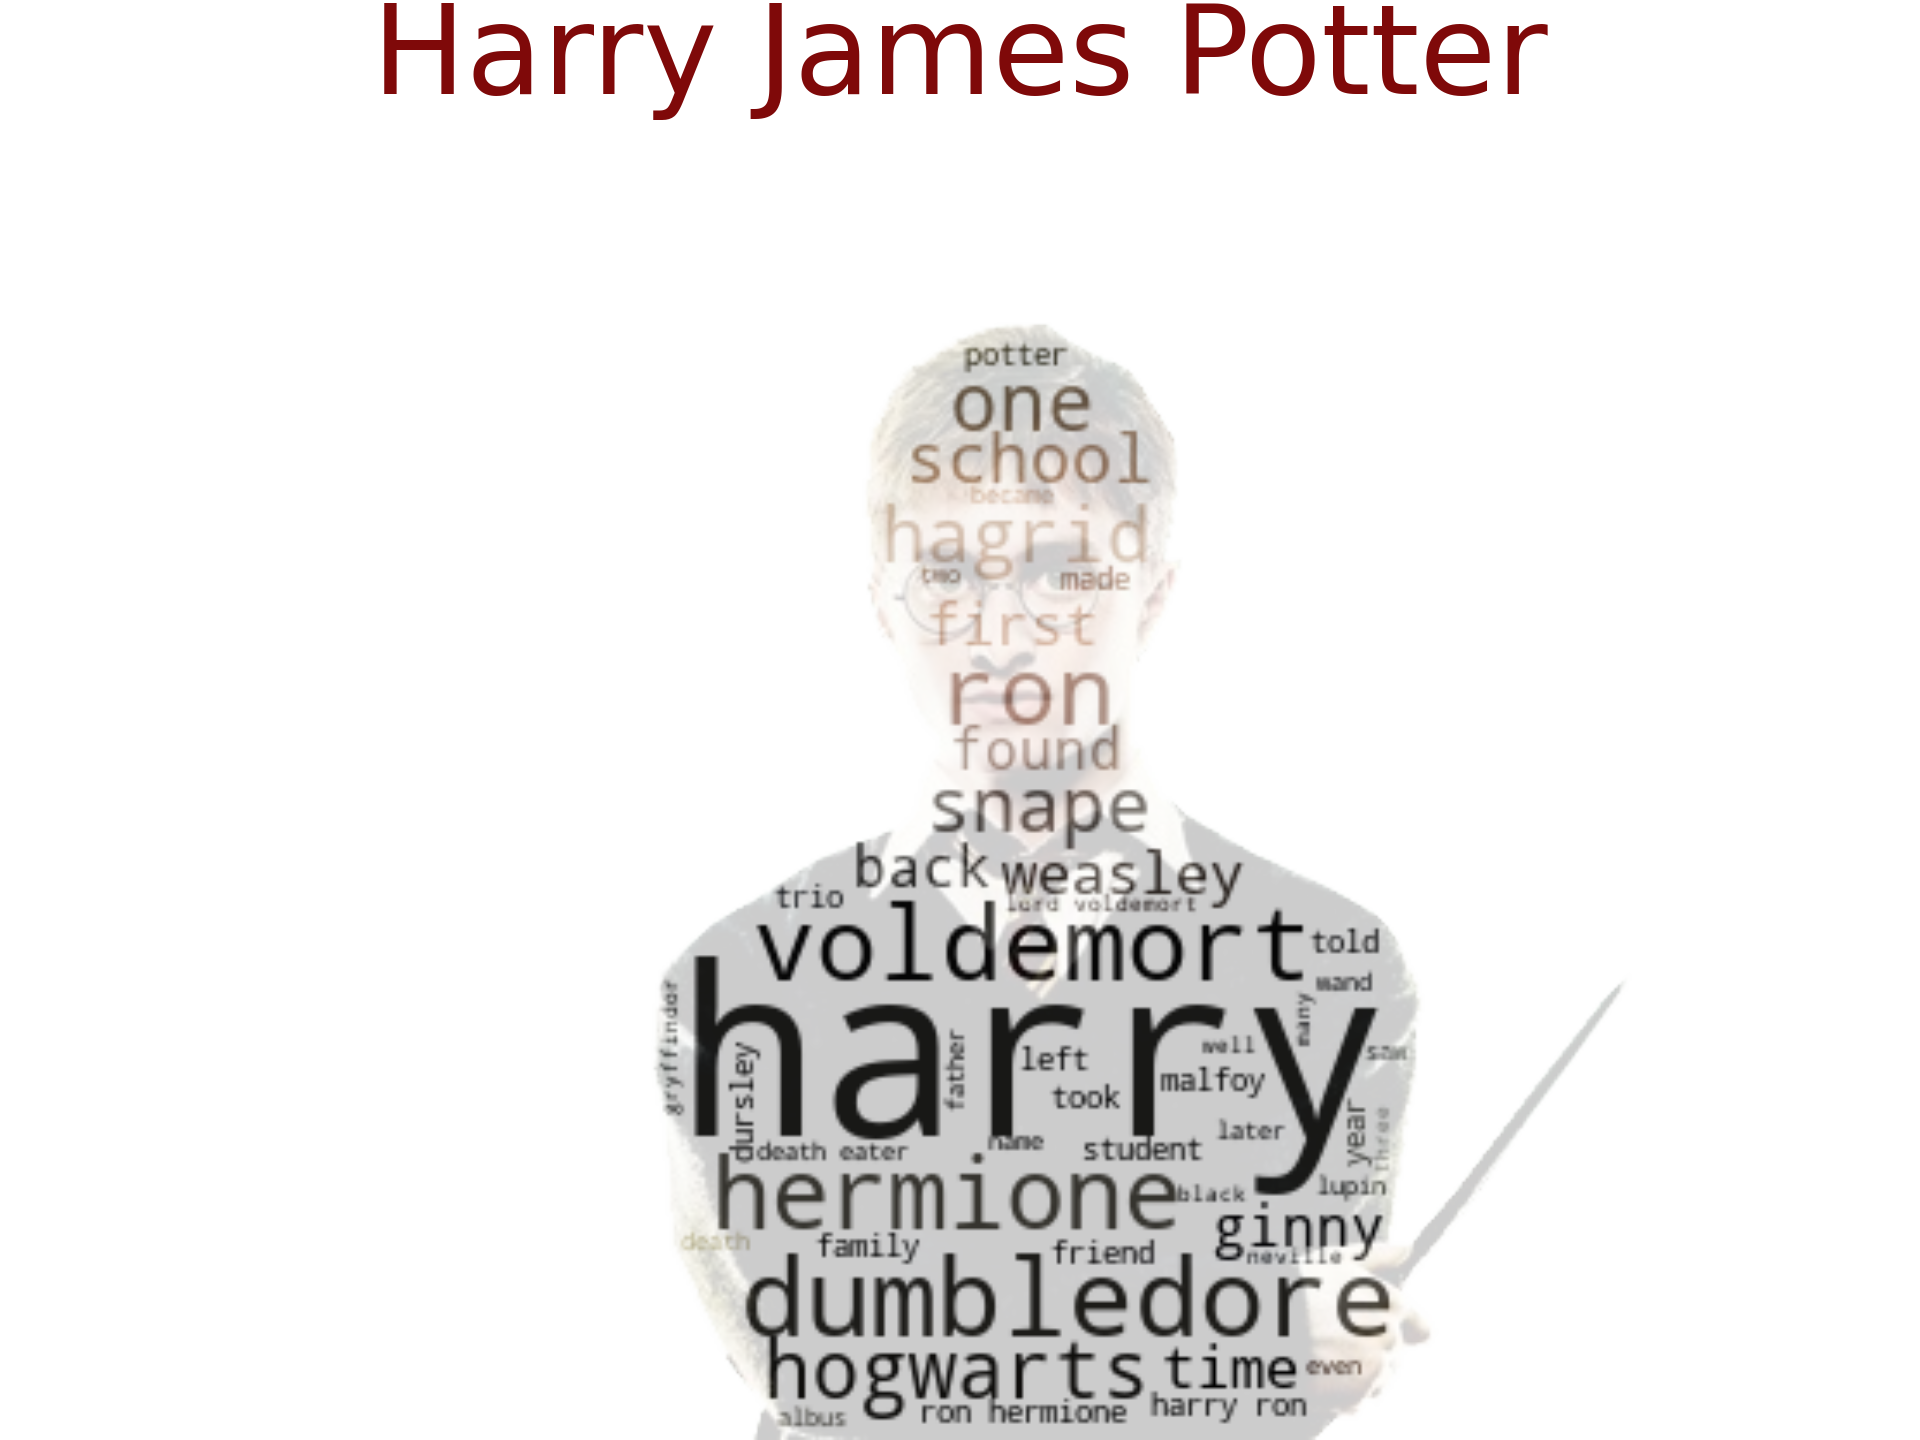 Harry James Potter
potter
one
school
became
hagrid
two made
first
ron
found
snape
back weasley
trio
lord voldemort
voldemort
told
wand
gryffindor
harry
many
dursley
father
left
well
saw
took
malfoy
year
three
later
name
student
death eater
hermione
black
lupin
ginny
death
family
friend
neville
dumbledore
hogwarts
time
even
albus
ron hermione
harry ron